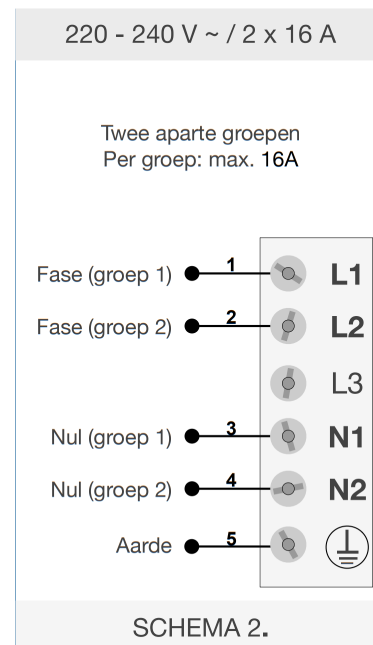 220 - 240 V ~ / 2 x 16 A
Twee aparte groepen
Per groep: max. 16A
Fase (groep 1) 1 L1
Fase (groep 2) 2 L2
L3
Nul (groep 1) 3 N1
Nul (groep 2) 4 N2
Aarde 5
SCHEMA 2.